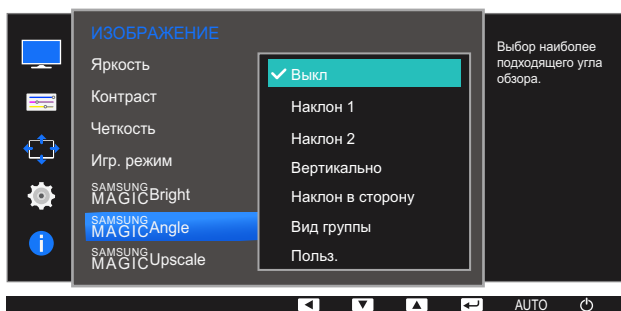 ИЗОБРАЖЕНИЕ
Яркость
Контраст
Четкость
Игр. режим
SAMSUNG
MAGICBright
SAMSUNG
MAGICAngle
SAMSUNG
MAGICUpscale
Выкл
Наклон 1
Наклон 2
Вертикально
Наклон в сторону
Вид группы
Польз.
Выбор наиболее
подходящего угла
обзора.
AUTO